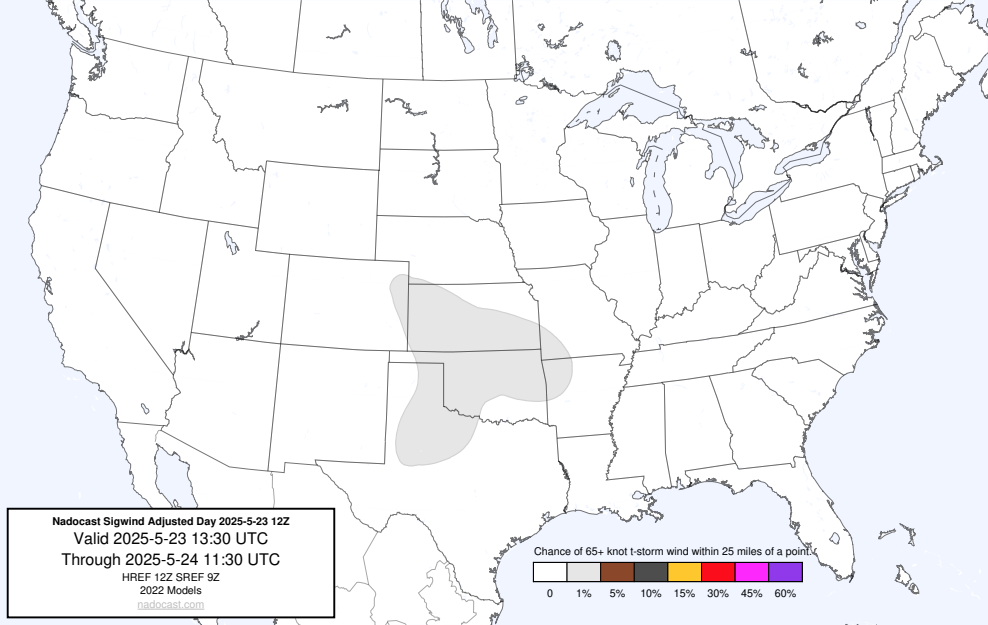 Nadocast Sigwind Adjusted Day 2025-5-23 12Z
Valid 2025-5-23 13:30 UTC
Through 2025-5-24 11:30 UTC
HREF 12Z SREF 9Z
2022 Models
nadocast.com
Chance of 65+ knot t-storm wind within 25 miles of a point.
0 1% 5% 10% 15% 30% 45% 60%